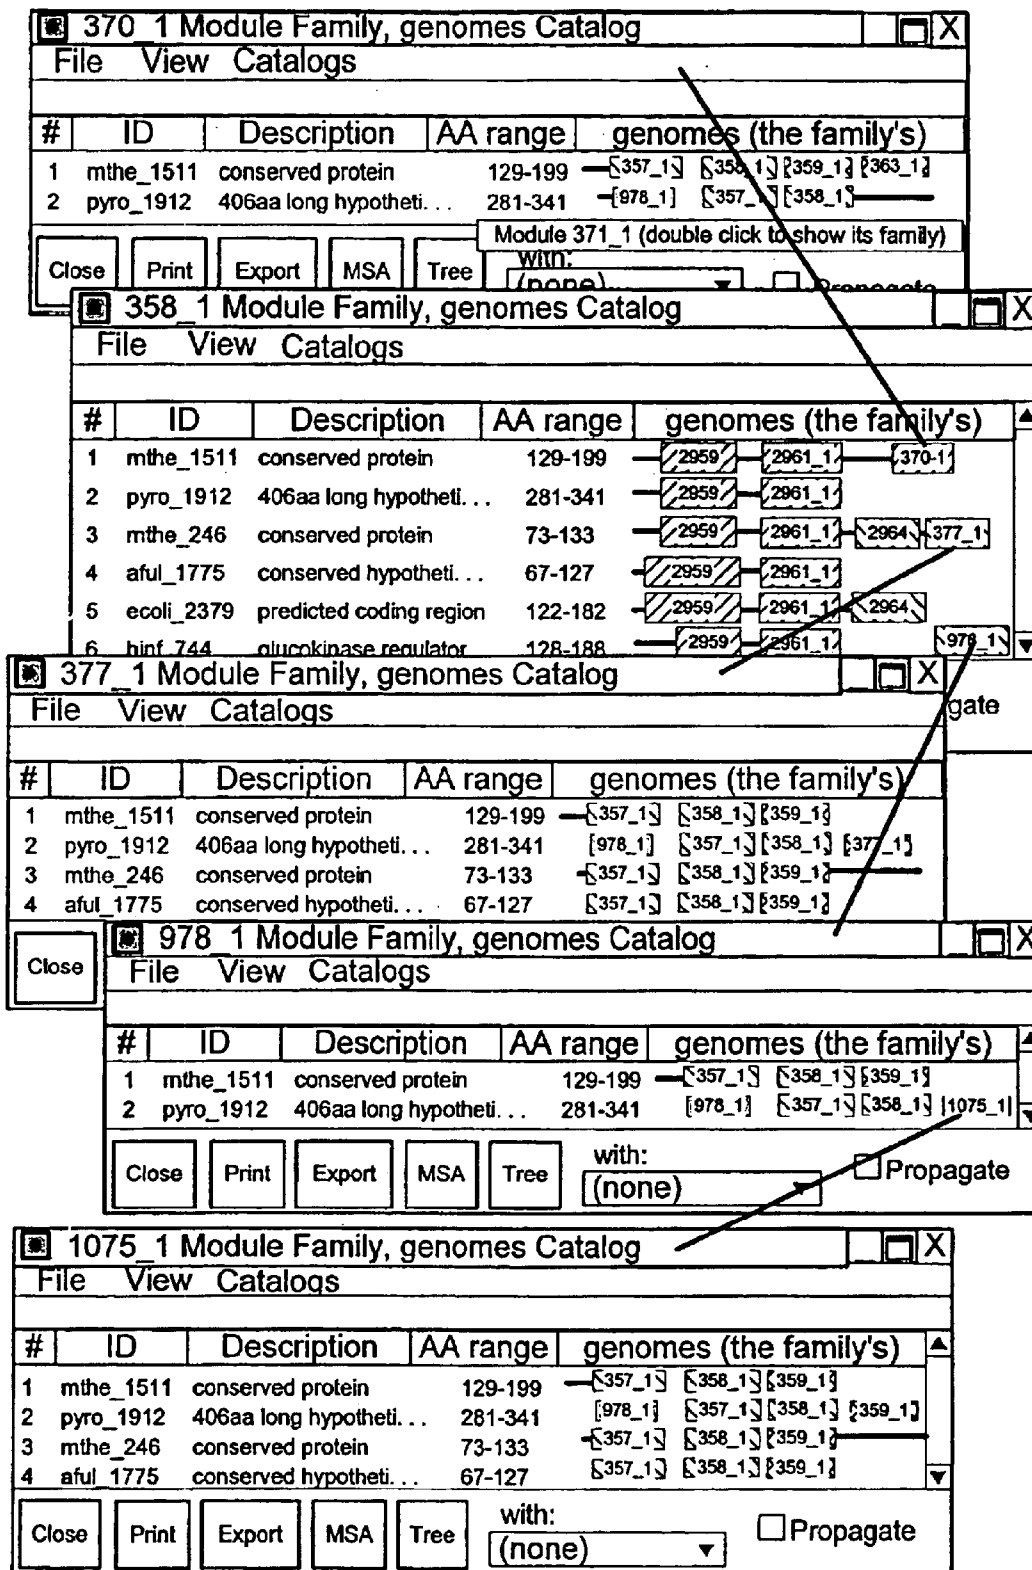 370_1 Module Family, genomes Catalog X
File View Catalogs
# ID Description AA range genomes (the family's)
1 mthe_1511 conserved protein 129-199 357_1 358_1 359_1 363_1
2 pyro_1912 406aa long hypotheti... 281-341 978_1 357_1 358_1
Module 371_1 (double click to show its family)
Close Print Export MSA Tree with:
(none) Propagate
358_1 Module Family, genomes Catalog X
File View Catalogs
# ID Description AA range genomes (the family's)
1 mthe_1511 conserved protein 129-199 2959 2961_1 370-1
2 pyro_1912 406aa long hypotheti... 281-341 2959 2961_1
3 mthe_246 conserved protein 73-133 2959 2961_1 2964 377_1
4 aful_1775 conserved hypotheti... 67-127 2959 2961_1
5 ecoli_2379 predicted coding region 122-182 2959 2961_1 2964
6 hinf_744 glucokinase regulator 128-188 2959 2961_1 978_1
gate
377_1 Module Family, genomes Catalog X
File View Catalogs
# ID Description AA range genomes (the family's)
1 mthe_1511 conserved protein 129-199 357_1 358_1 359_1
2 pyro_1912 406aa long hypotheti... 281-341 978_1 357_1 358_1 377_1
3 mthe_246 conserved protein 73-133 357_1 358_1 359_1
4 aful_1775 conserved hypotheti... 67-127 357_1 358_1 359_1
Close
978_1 Module Family, genomes Catalog X
File View Catalogs
# ID Description AA range genomes (the family's)
1 mthe_1511 conserved protein 129-199 357_1 358_1 359_1
2 pyro_1912 406aa long hypotheti... 281-341 978_1 357_1 358_1 1075_1
Close Print Export MSA Tree with:
(none) Propagate
1075_1 Module Family, genomes Catalog X
File View Catalogs
# ID Description AA range genomes (the family's)
1 mthe_1511 conserved protein 129-199 357_1 358_1 359_1
2 pyro_1912 406aa long hypotheti... 281-341 978_1 357_1 358_1 359_1
3 mthe_246 conserved protein 73-133 357_1 358_1 359_1
4 aful_1775 conserved hypotheti... 67-127 357_1 358_1 359_1
Close Print Export MSA Tree with:
(none) Propagate